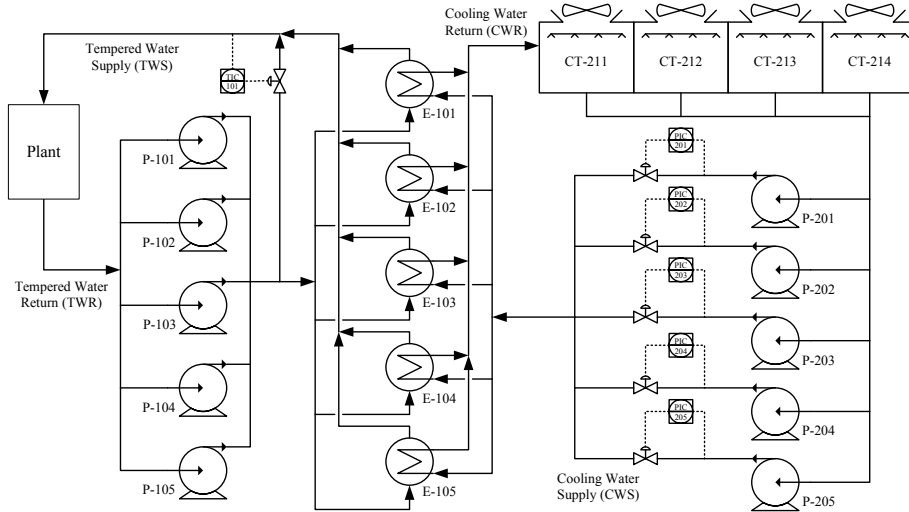 Tempered Water
Supply (TWS)
TIC
101
Plant
P-101
P-102
P-103
P-104
P-105
Tempered Water
Return (TWR)
E-101
E-102
E-103
E-104
E-105
Cooling Water
Return (CWR)
CT-211
CT-212
CT-213
CT-214
PIC
201
PIC
202
PIC
203
PIC
204
PIC
205
P-201
P-202
P-203
P-204
P-205
Cooling Water
Supply (CWS)